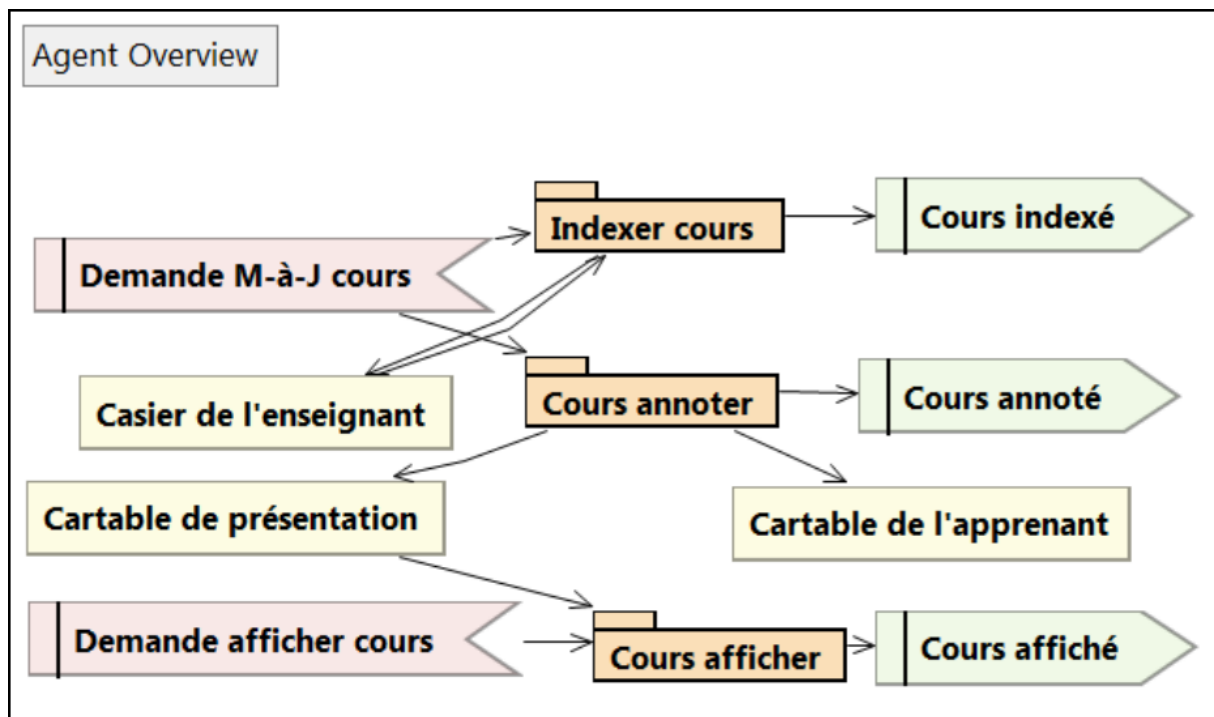 Agent Overview
Indexer cours
Cours indexé
Demande M-à-J cours
Casier de l'enseignant
Cours annoter
Cours annoté
Cartable de présentation
Cartable de l'apprenant
Demande afficher cours
Cours afficher
Cours affiché